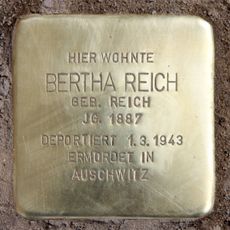 HIER WOHNTE
BERTHA REICH
GEB. REICH
JG. 1887
DEPORTIERT 1.3.1943
ERMORDET IN
AUSCHWITZ